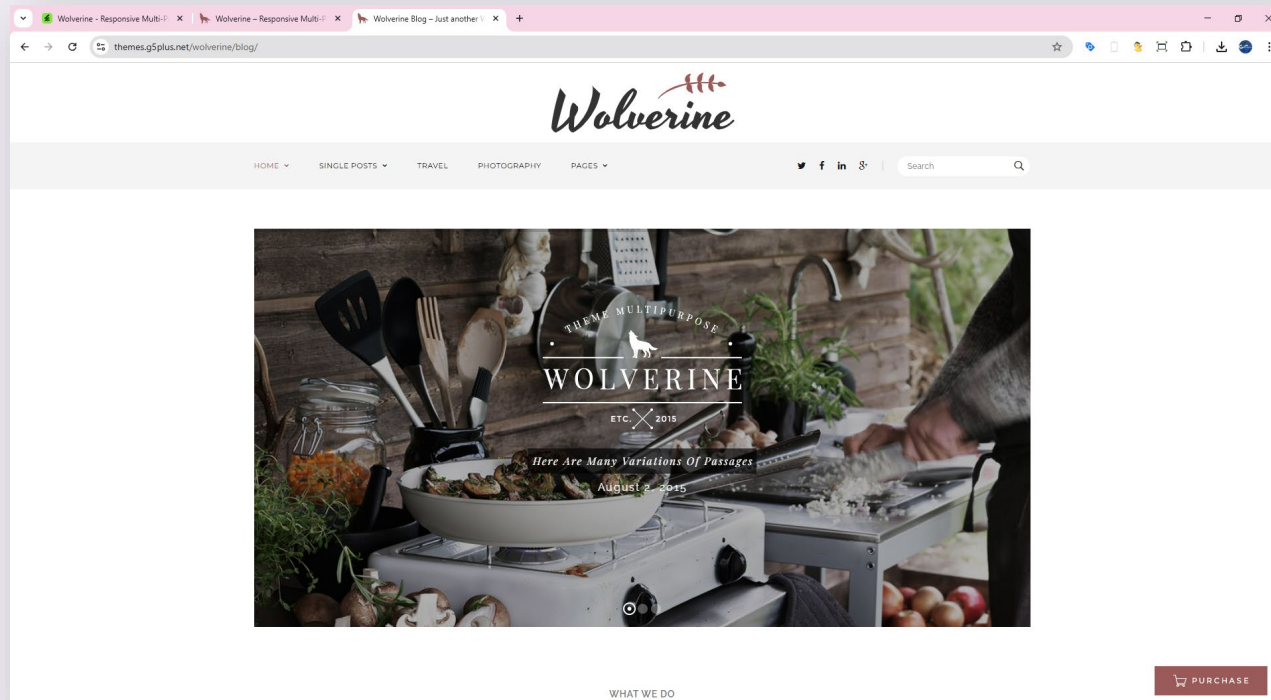 Wolverine - Responsive Multi-P
Wolverine – Responsive Multi-P
Wolverine Blog – Just another W
themes.g5plus.net/wolverine/blog/
Wolverine
HOME
SINGLE POSTS
TRAVEL
PHOTOGRAPHY
PAGES
Search
THEME MULTIPURPOSE
WOLVERINE
ETC. 2015
Here Are Many Variations Of Passages
August 2, 2015
WHAT WE DO
PURCHASE